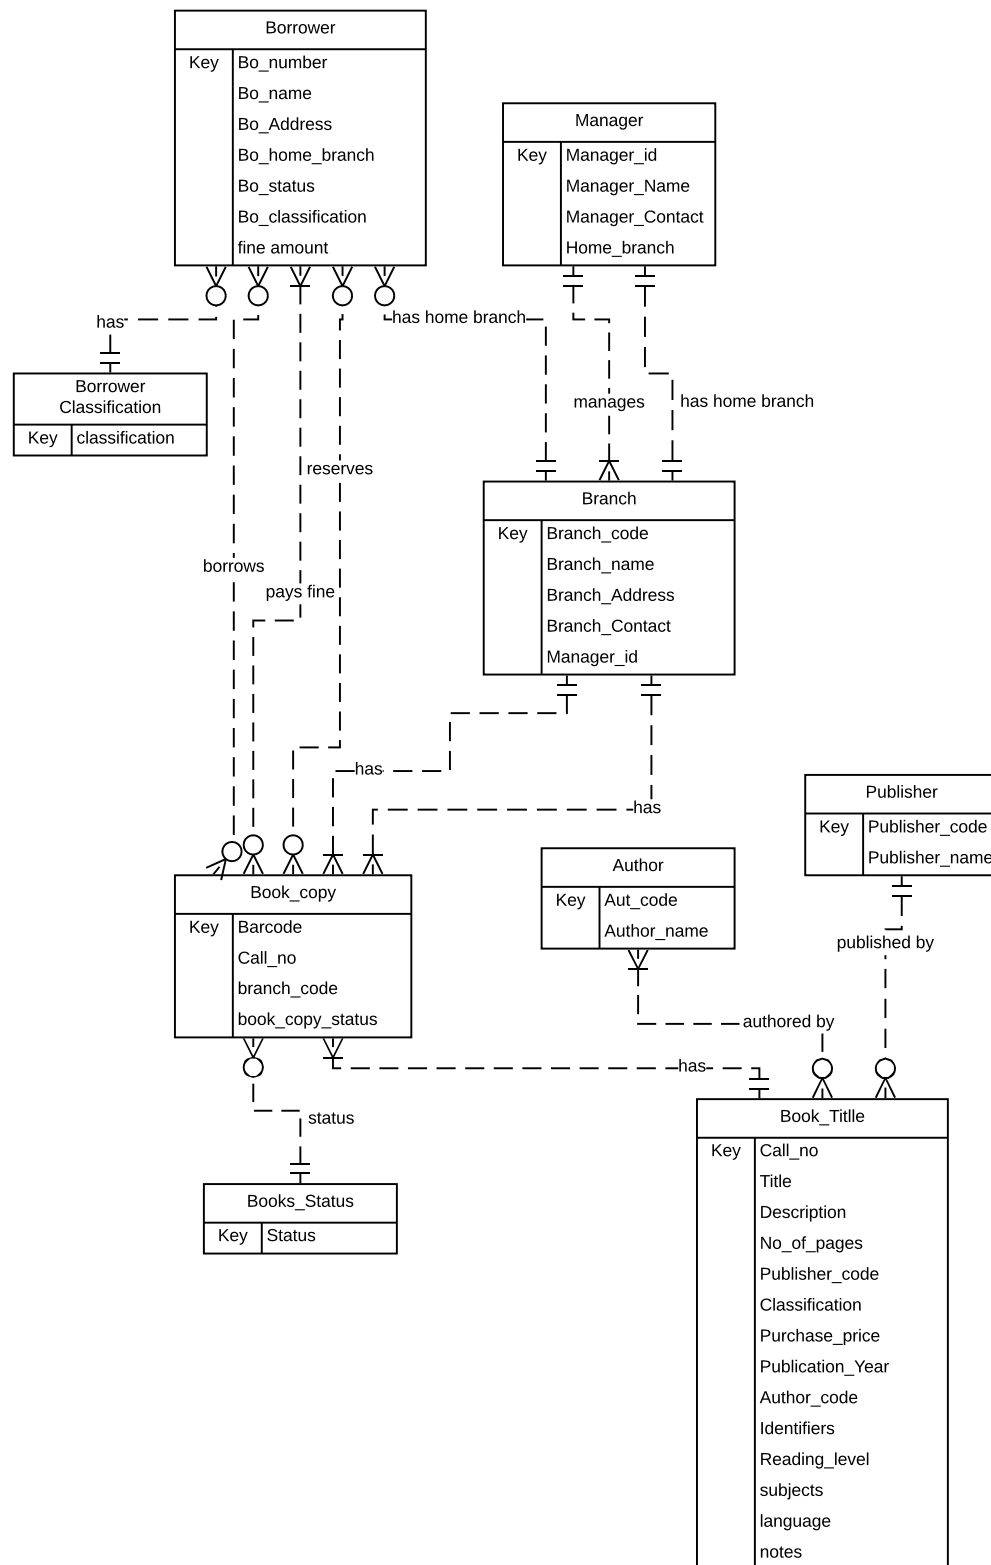 Borrower
Key
Bo_number
Bo_name
Bo_Address
Bo_home_branch
Bo_status
Bo_classification
fine amount
Manager
Key
Manager_id
Manager_Name
Manager_Contact
Home_branch
has
has home branch
Borrower
Classification
Key
classification
manages
has home branch
reserves
borrows
pays fine
Branch
Key
Branch_code
Branch_name
Branch_Address
Branch_Contact
Manager_id
has
has
Publisher
Key
Publisher_code
Publisher_name
Book_copy
Key
Barcode
Call_no
branch_code
book_copy_status
Author
Key
Aut_code
Author_name
published by
authored by
has
status
Books_Status
Key
Status
Book_Titlle
Key
Call_no
Title
Description
No_of_pages
Publisher_code
Classification
Purchase_price
Publication_Year
Author_code
Identifiers
Reading_level
subjects
language
notes